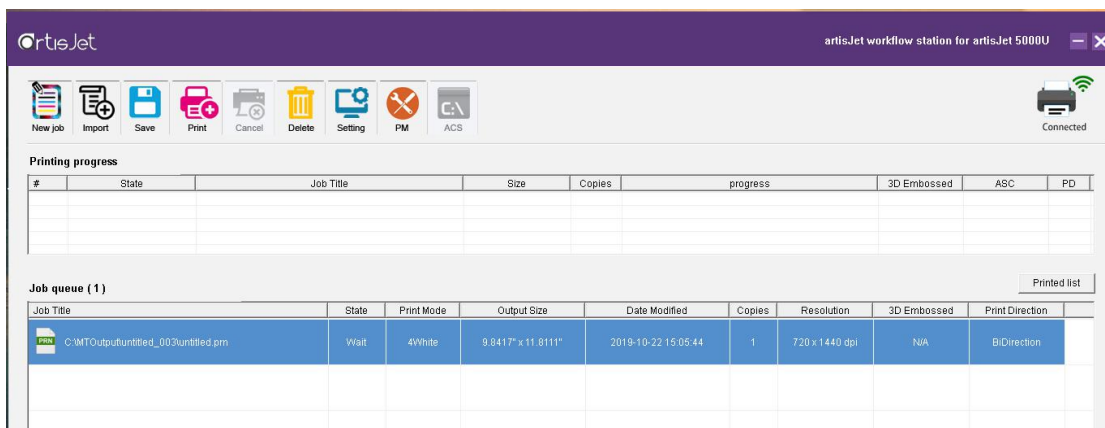 artisJet
artisJet workflow station for artisJet 5000U
New job Import Save Print Cancel Delete Setting PM ACS
C:\
Connected
Printing progress
# State Job Title Size Copies progress 3D Embossed ASC PD
Job queue ( 1 )
Printed list
Job Title State Print Mode Output Size Date Modified Copies Resolution 3D Embossed Print Direction
PRN C:\MTOutput\untitled_003\untitled.prn Wait 4White 9.8417" x 11.8111" 2019-10-22 15:05:44 1 720 x 1440 dpi N/A BiDirection